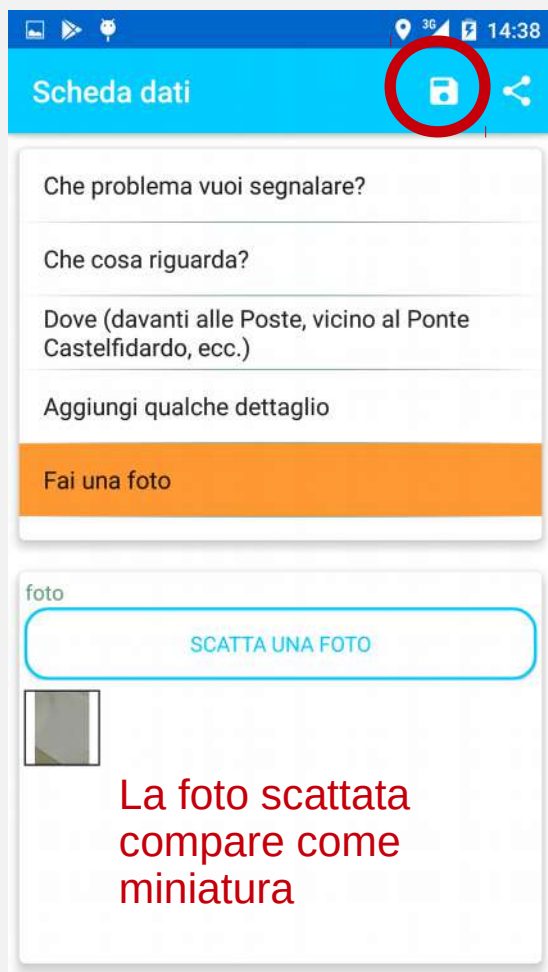 3G 14:38
Scheda dati
Che problema vuoi segnalare?
Che cosa riguarda?
Dove (davanti alle Poste, vicino al Ponte
Castelfidardo, ecc.)
Aggiungi qualche dettaglio
Fai una foto
foto
SCATTA UNA FOTO
La foto scattata
compare come
miniatura